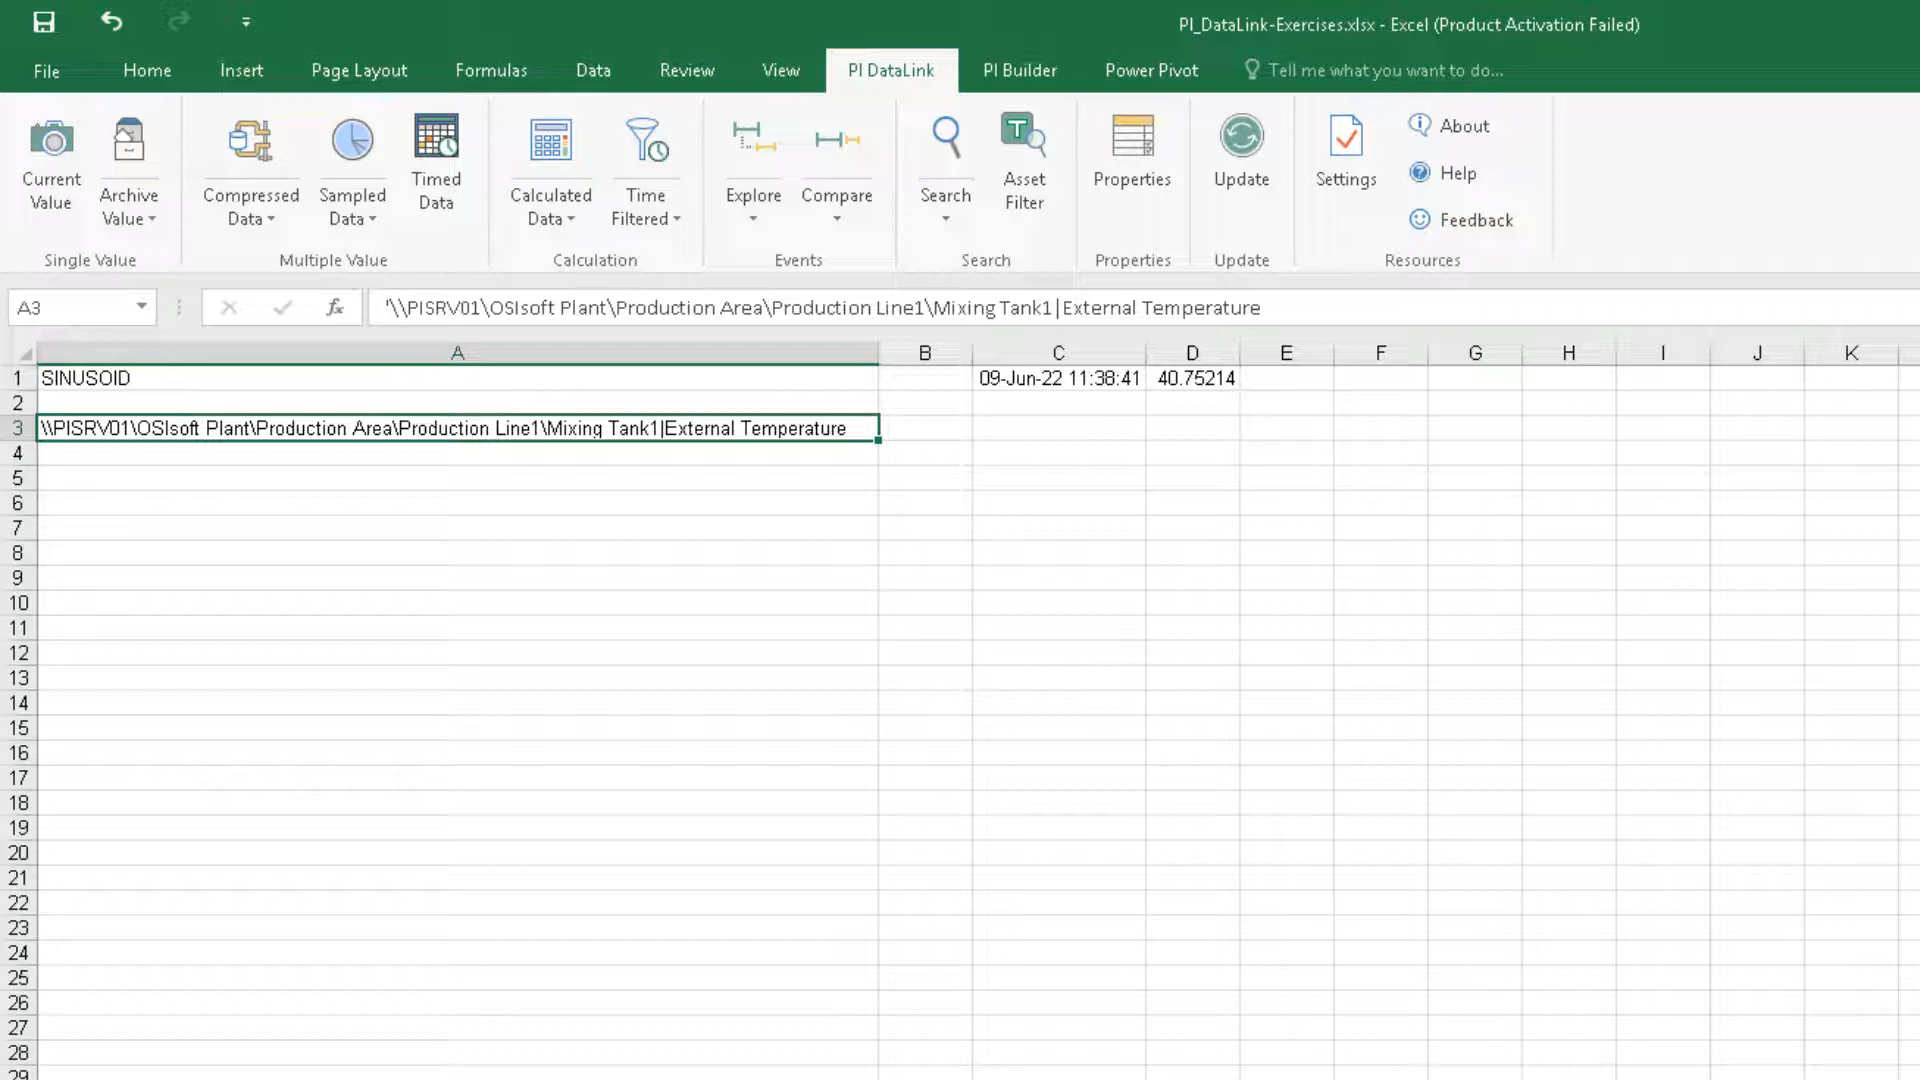 PI_DataLink-Exercises.xlsx - Excel (Product Activation Failed)
File Home Insert Page Layout Formulas Data Review View PI DataLink PI Builder Power Pivot Tell me what you want to do...
Current Value
Archive Value
Compressed Data
Sampled Data
Timed Data
Calculated Data
Time Filtered
Explore
Compare
Search
Asset Filter
Properties
Update
Settings
About
Help
Feedback
Single Value Multiple Value Calculation Events Search Properties Update Resources
A3 fx '\\PISRV01\OSIsoft Plant\Production Area\Production Line1\Mixing Tank1|External Temperature
A B C D E F G H I J K
1 SINUSOID 09-Jun-22 11:38:41 40.75214
2
3 \\PISRV01\OSIsoft Plant\Production Area\Production Line1\Mixing Tank1|External Temperature
4
5
6
7
8
9
10
11
12
13
14
15
16
17
18
19
20
21
22
23
24
25
26
27
28
29